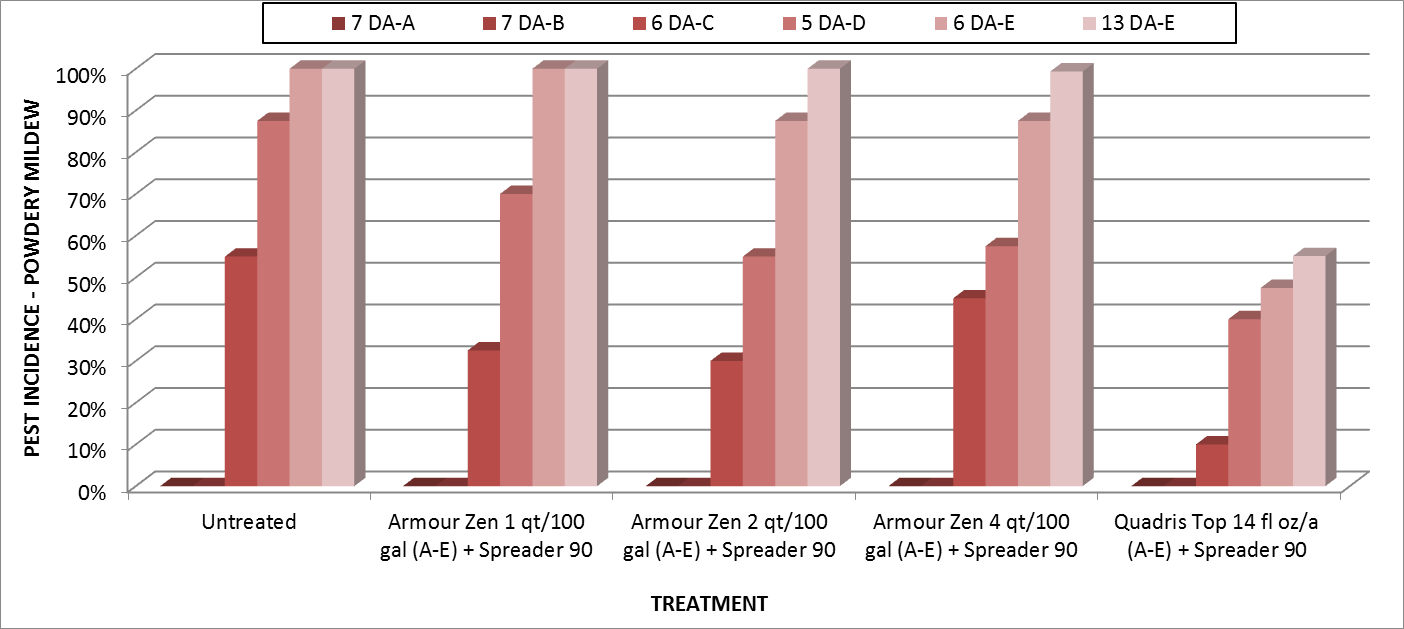 7 DA-A 7 DA-B 6 DA-C 5 DA-D 6 DA-E 13 DA-E
PEST INCIDENCE - POWDERY MILDEW
100%
90%
80%
70%
60%
50%
40%
30%
20%
10%
0%
Untreated
Armour Zen 1 qt/100
gal (A-E) + Spreader 90
Armour Zen 2 qt/100
gal (A-E) + Spreader 90
Armour Zen 4 qt/100
gal (A-E) + Spreader 90
Quadris Top 14 fl oz/a
(A-E) + Spreader 90
TREATMENT